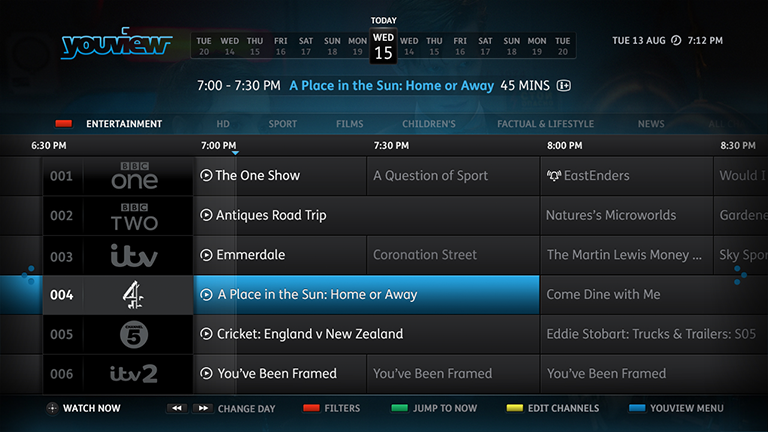 TODAY
youview
TUE 20 WED 14 THU 15 FRI 16 SAT 17 SUN 18 MON 19 WED 15 WED 14 THU 15 FRI 16 SAT 17 SUN 18 MON 19 TUE 20
TUE 13 AUG 7:12 PM
7:00 - 7:30 PM A Place in the Sun: Home or Away 45 MINS i+
ENTERTAINMENT HD SPORT FILMS CHILDREN'S FACTUAL & LIFESTYLE NEWS
6:30 PM 7:00 PM 7:30 PM 8:00 PM 8:30 PM
001 BBC one The One Show A Question of Sport EastEnders Would I
002 BBC TWO Antiques Road Trip Natures's Microworlds Gardene
003 itv Emmerdale Coronation Street The Martin Lewis Money ... Sky Spor
004 4 A Place in the Sun: Home or Away Come Dine with Me
005 CHANNEL 5 Cricket: England v New Zealand Eddie Stobart: Trucks & Trailers: S05
006 itv2 You've Been Framed You've Been Framed You've Been Framed
WATCH NOW CHANGE DAY FILTERS JUMP TO NOW EDIT CHANNELS YOUVIEW MENU